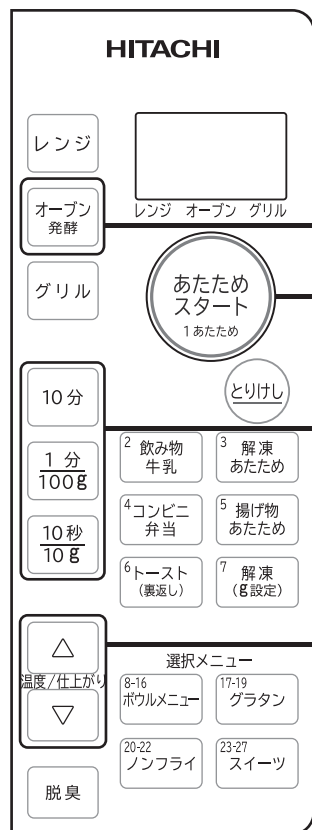 HITACHI
レンジ
レンジ オーブン グリル
オーブン
発酵
あたため
スタート
1 あたため
グリル
とりけし
10分
1 分
100g
10秒
10 g
2 飲み物
牛乳
3 解凍
あたため
4 コンビニ
弁当
5 揚げ物
あたため
6 トースト
(裏返し)
7 解凍
(g設定)
△
温度/仕上がり
▽
選択メニュー
8-16
ボウルメニュー
17-19
グラタン
20-22
ノンフライ
23-27
スイーツ
脱臭